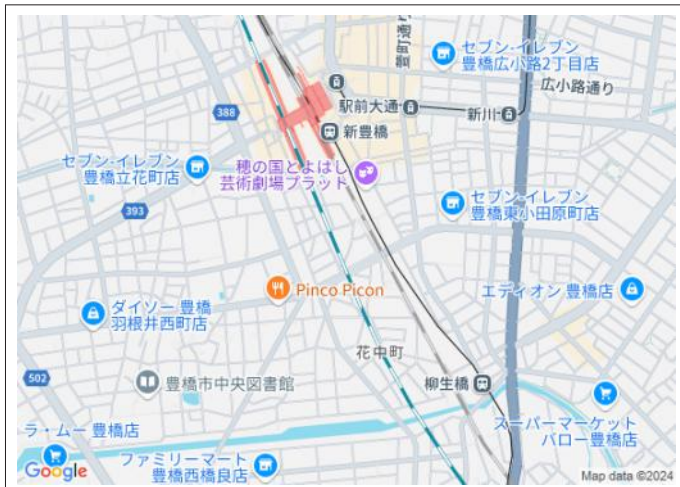 セブン-イレブン
豊橋広小路2丁目店
広小路通り
388
駅前大通
新川
新豊橋
セブン-イレブン
豊橋立花町店
穂の国とよはし
芸術劇場プラット
393
セブン-イレブン
豊橋東小田原町店
Pinco Picon
エディオン 豊橋店
ダイソー 豊橋
羽根井西町店
花中町
502
豊橋市中央図書館
柳生橋
スーパーマーケット
バロー豊橋店
ラ・ムー 豊橋店
ファミリーマート
豊橋西橋良店
Google
Map data ©2024